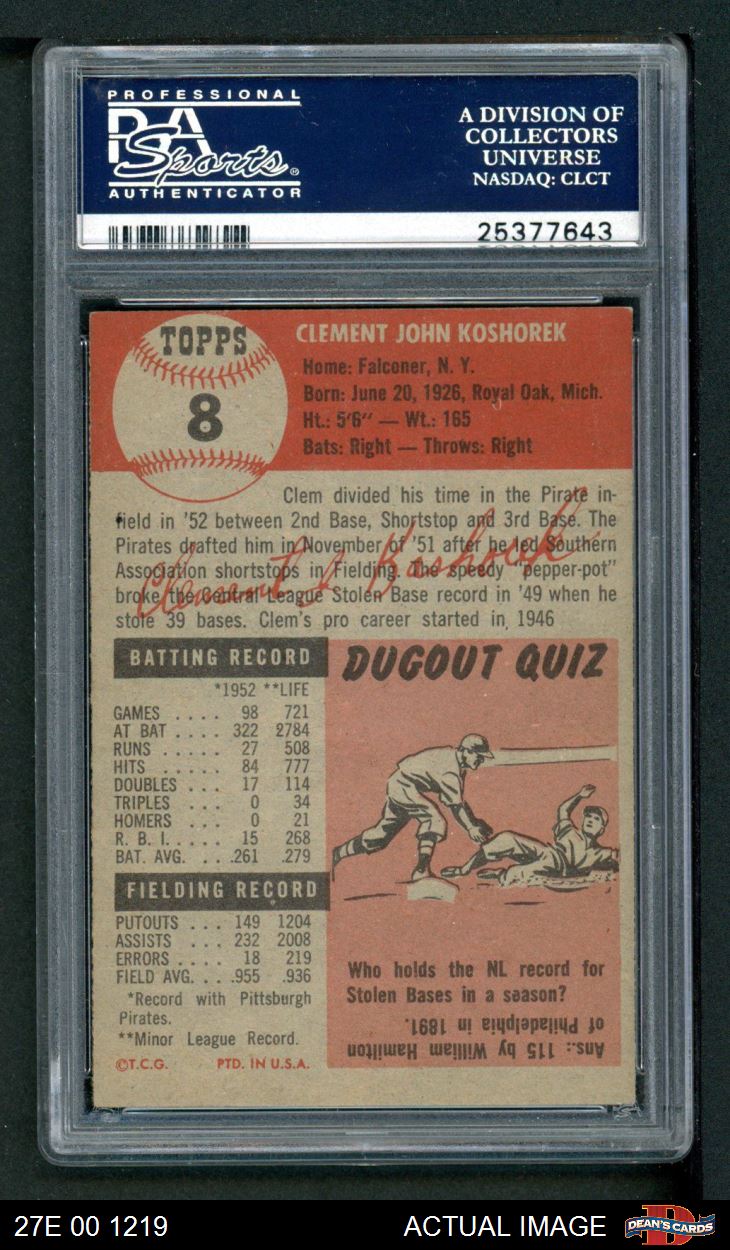 PROFESSIONAL
PSA
Sports®
AUTHENTICATOR
A DIVISION OF
COLLECTORS
UNIVERSE
NASDAQ: CLCT
25377643
TOPPS
8
CLEMENT JOHN KOSHOREK
Home: Falconer, N. Y.
Born: June 20, 1926, Royal Oak, Mich.
Ht.: 5'6" — Wt.: 165
Bats: Right — Throws: Right
Clem divided his time in the Pirate in-
field in '52 between 2nd Base, Shortstop and 3rd Base. The
Pirates drafted him in November of '51 after he led Southern
Association shortstops in Fielding. The speedy "pepper-pot"
broke the central League Stolen Base record in '49 when he
stole 39 bases. Clem's pro career started in 1946
Clement J. Koshorek
BATTING RECORD
*1952 **LIFE
GAMES .... 98 721
AT BAT .... 322 2784
RUNS ..... 27 508
HITS ..... 84 777
DOUBLES ... 17 114
TRIPLES ... 0 34
HOMERS ... 0 21
R. B. I. .... 15 268
BAT. AVG. ... .261 .279
FIELDING RECORD
PUTOUTS ... 149 1204
ASSISTS ... 232 2008
ERRORS .... 18 219
FIELD AVG. ... .955 .936
*Record with Pittsburgh
Pirates.
**Minor League Record.
©T.C.G. PTD. IN U.S.A.
DUGOUT QUIZ
Who holds the NL record for
Stolen Bases in a season?
Ans.: 115 by William Hamilton
of Philadelphia in 1891.
27E 00 1219
ACTUAL IMAGE
D
DEAN'S CARDS